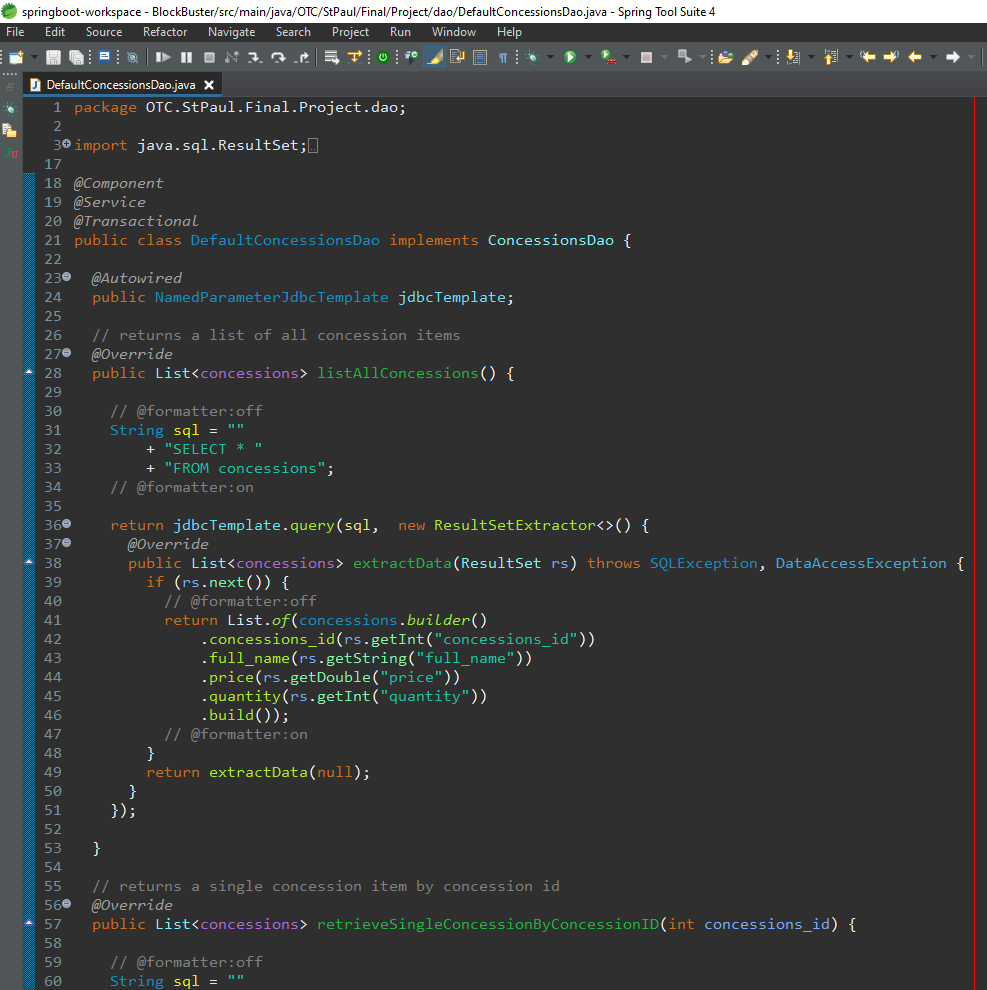 springboot-workspace - BlockBuster/src/main/java/OTC/StPaul/Final/Project/dao/DefaultConcessionsDao.java - Spring Tool Suite 4
File Edit Source Refactor Navigate Search Project Run Window Help
DefaultConcessionsDao.java
1 package OTC.StPaul.Final.Project.dao;
2
3 import java.sql.ResultSet;
17
18 @Component
19 @Service
20 @Transactional
21 public class DefaultConcessionsDao implements ConcessionsDao {
22
23 @Autowired
24 public NamedParameterJdbcTemplate jdbcTemplate;
25
26 // returns a list of all concession items
27 @Override
28 public List<concessions> listAllConcessions() {
29
30 // @formatter:off
31 String sql = ""
32 + "SELECT * "
33 + "FROM concessions";
34 // @formatter:on
35
36 return jdbcTemplate.query(sql,  new ResultSetExtractor<>() {
37 @Override
38 public List<concessions> extractData(ResultSet rs) throws SQLException, DataAccessException {
39 if (rs.next()) {
40 // @formatter:off
41 return List.of(concessions.builder()
42 .concessions_id(rs.getInt("concessions_id"))
43 .full_name(rs.getString("full_name"))
44 .price(rs.getDouble("price"))
45 .quantity(rs.getInt("quantity"))
46 .build());
47 // @formatter:on
48 }
49 return extractData(null);
50 }
51 });
52
53 }
54
55 // returns a single concession item by concession id
56 @Override
57 public List<concessions> retrieveSingleConcessionByConcessionID(int concessions_id) {
58
59 // @formatter:off
60 String sql = ""